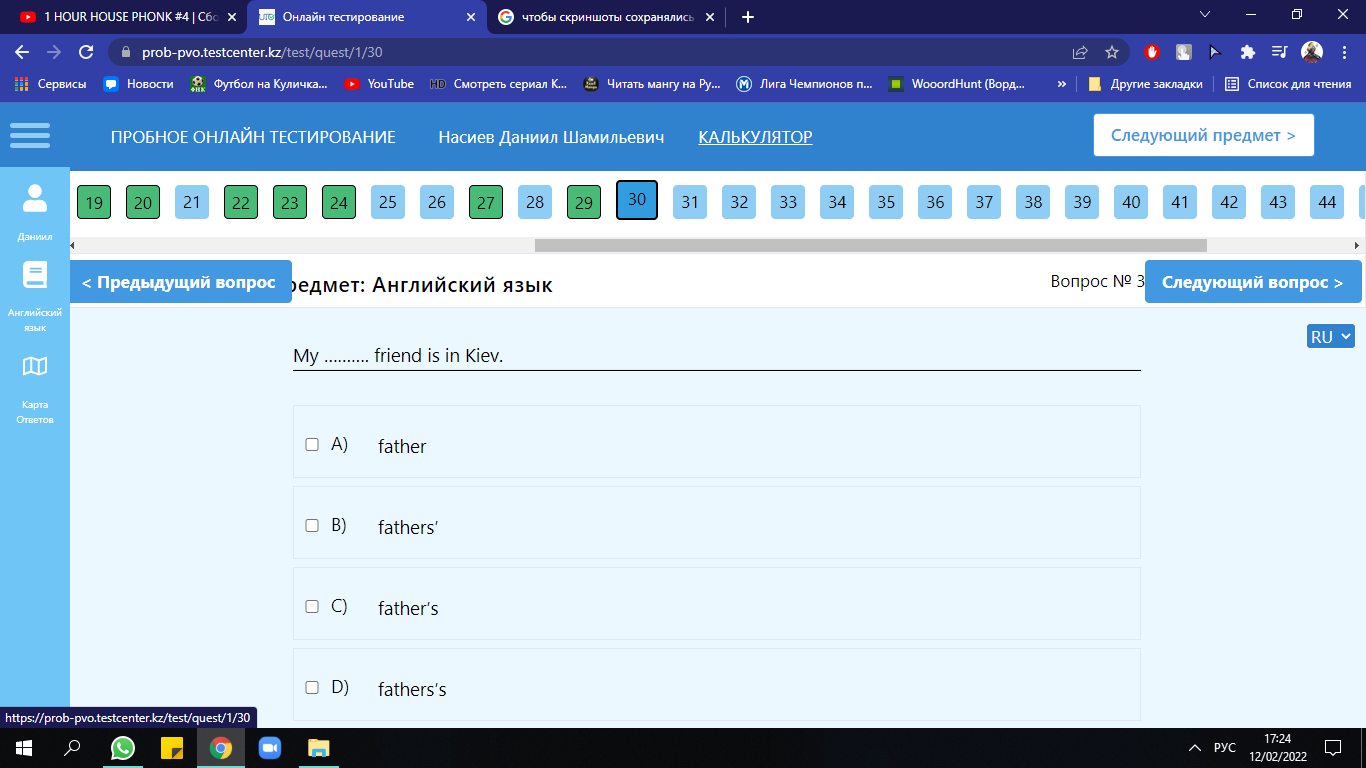 1 HOUR HOUSE PHONK #4 | Сбо
Онлайн тестирование
чтобы скриншоты сохранялись
prob-pvo.testcenter.kz/test/quest/1/30
Сервисы
Новости
Футбол на Куличка...
YouTube
HD Смотреть сериал К...
Читать мангу на Ру...
Лига Чемпионов п...
WooordHunt (Ворд...
»
Другие закладки
Список для чтения
ПРОБНОЕ ОНЛАЙН ТЕСТИРОВАНИЕ
Насиев Даниил Шамильевич
КАЛЬКУЛЯТОР
Следующий предмет >
19 20 21 22 23 24 25 26 27 28 29 30 31 32 33 34 35 36 37 38 39 40 41 42 43 44
Даниил
Английский
язык
Карта
Ответов
< Предыдущий вопрос
редмет: Английский язык
Вопрос № 3
Следующий вопрос >
RU
My .......... friend is in Kiev.
A) father
B) fathers’
C) father’s
D) fathers’s
https://prob-pvo.testcenter.kz/test/quest/1/30
РУС
17:24
12/02/2022